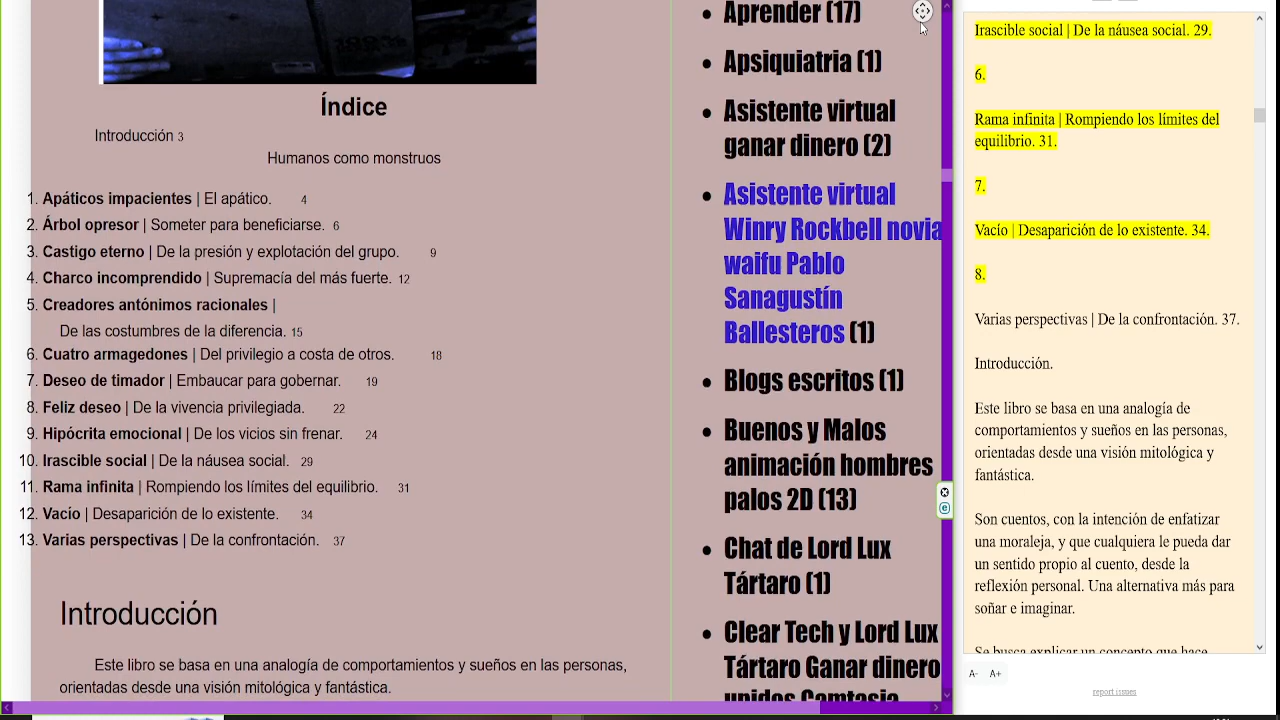 Índice
Introducción 3
Humanos como monstruos
1. Apáticos impacientes | El apático. 4
2. Árbol opresor | Someter para beneficiarse. 6
3. Castigo eterno | De la presión y explotación del grupo. 9
4. Charco incomprendido | Supremacía del más fuerte. 12
5. Creadores antónimos racionales |
De las costumbres de la diferencia. 15
6. Cuatro armagedones | Del privilegio a costa de otros. 18
7. Deseo de timador | Embaucar para gobernar. 19
8. Feliz deseo | De la vivencia privilegiada. 22
9. Hipócrita emocional | De los vicios sin frenar. 24
10. Irascible social | De la náusea social. 29
11. Rama infinita | Rompiendo los límites del equilibrio. 31
12. Vacío | Desaparición de lo existente. 34
13. Varias perspectivas | De la confrontación. 37
Introducción
Este libro se basa en una analogía de comportamientos y sueños en las personas,
orientadas desde una visión mitológica y fantástica.
Aprender (17)
Apsiquiatria (1)
Asistente virtual
ganar dinero (2)
Asistente virtual
Winry Rockbell novia
waifu Pablo
Sanagustín
Ballesteros (1)
Blogs escritos (1)
Buenos y Malos
animación hombres
palos 2D (13)
Chat de Lord Lux
Tártaro (1)
Clear Tech y Lord Lux
Tártaro Ganar dinero
unidos Camtasia
Irascible social | De la náusea social. 29.
6.
Rama infinita | Rompiendo los límites del
equilibrio. 31.
7.
Vacío | Desaparición de lo existente. 34.
8.
Varias perspectivas | De la confrontación. 37.
Introducción.
Este libro se basa en una analogía de
comportamientos y sueños en las personas,
orientadas desde una visión mitológica y
fantástica.
Son cuentos, con la intención de enfatizar
una moraleja, y que cualquiera le pueda dar
un sentido propio al cuento, desde la
reflexión personal. Una alternativa más para
soñar e imaginar.
Se busca explicar un concepto que hace
A- A+
report issues